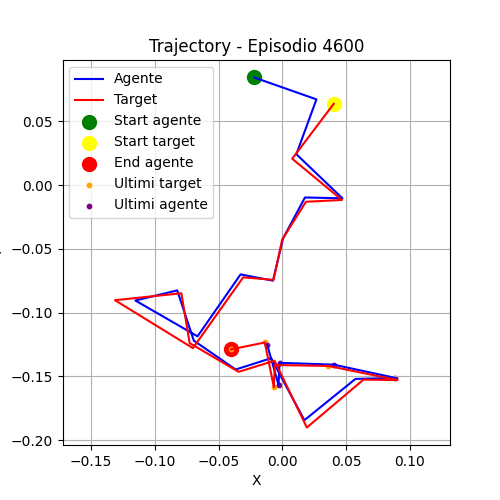 Trajectory - Episodio 4600
Agente
Target
Start agente
Start target
End agente
Ultimi target
Ultimi agente
0.05
0.00
−0.05
−0.10
−0.15
−0.20
−0.15
−0.10
−0.05
0.00
0.05
0.10
X